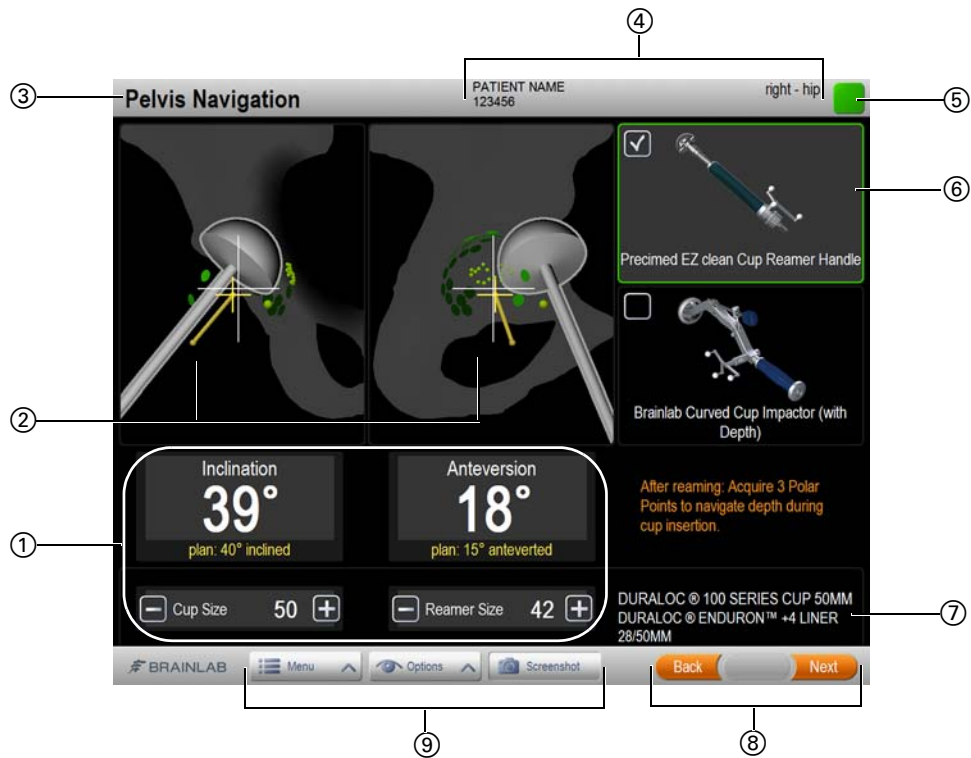 ④
③
Pelvis Navigation
PATIENT NAME
123456
right - hip
⑤
⑥
Precimed EZ clean Cup Reamer Handle
②
Brainlab Curved Cup Impactor (with
Depth)
①
Inclination
39°
plan: 40° inclined
Anteversion
18°
plan: 15° anteverted
After reaming: Acquire 3 Polar
Points to navigate depth during
cup insertion.
Cup Size 50
Reamer Size 42
DURALOC ® 100 SERIES CUP 50MM
DURALOC ® ENDURON™ +4 LINER
28/50MM
⑦
BRAINLAB
Menu
Options
Screenshot
Back
Next
⑨
⑧